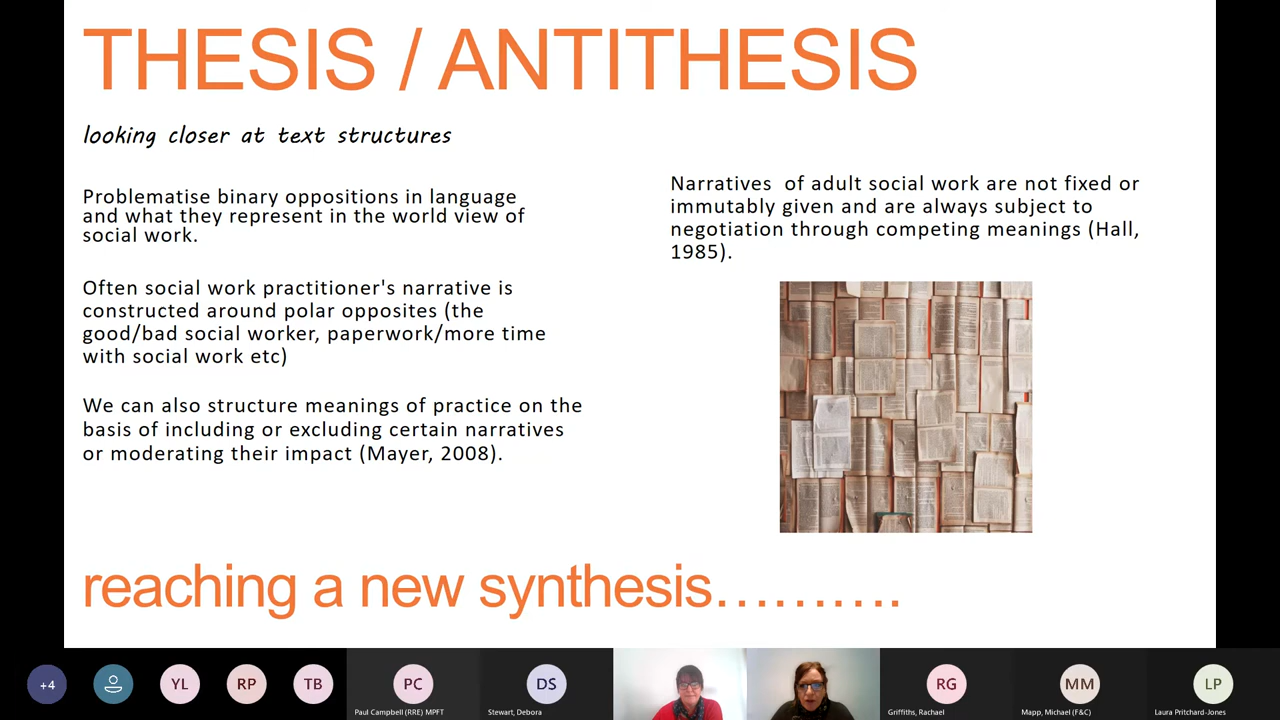 THESIS / ANTITHESIS
looking closer at text structures
Problematise binary oppositions in language
and what they represent in the world view of
social work.
Often social work practitioner's narrative is
constructed around polar opposites (the
good/bad social worker, paperwork/more time
with social work etc)
We can also structure meanings of practice on the
basis of including or excluding certain narratives
or moderating their impact (Mayer, 2008).
Narratives of adult social work are not fixed or
immutably given and are always subject to
negotiation through competing meanings (Hall,
1985).
reaching a new synthesis……….
+4
YL
RP
TB
PC
Paul Campbell (RRE) MPFT
DS
Stewart, Debora
RG
Griffiths, Rachael
MM
Mapp, Michael (F&C)
LP
Laura Pritchard-Jones